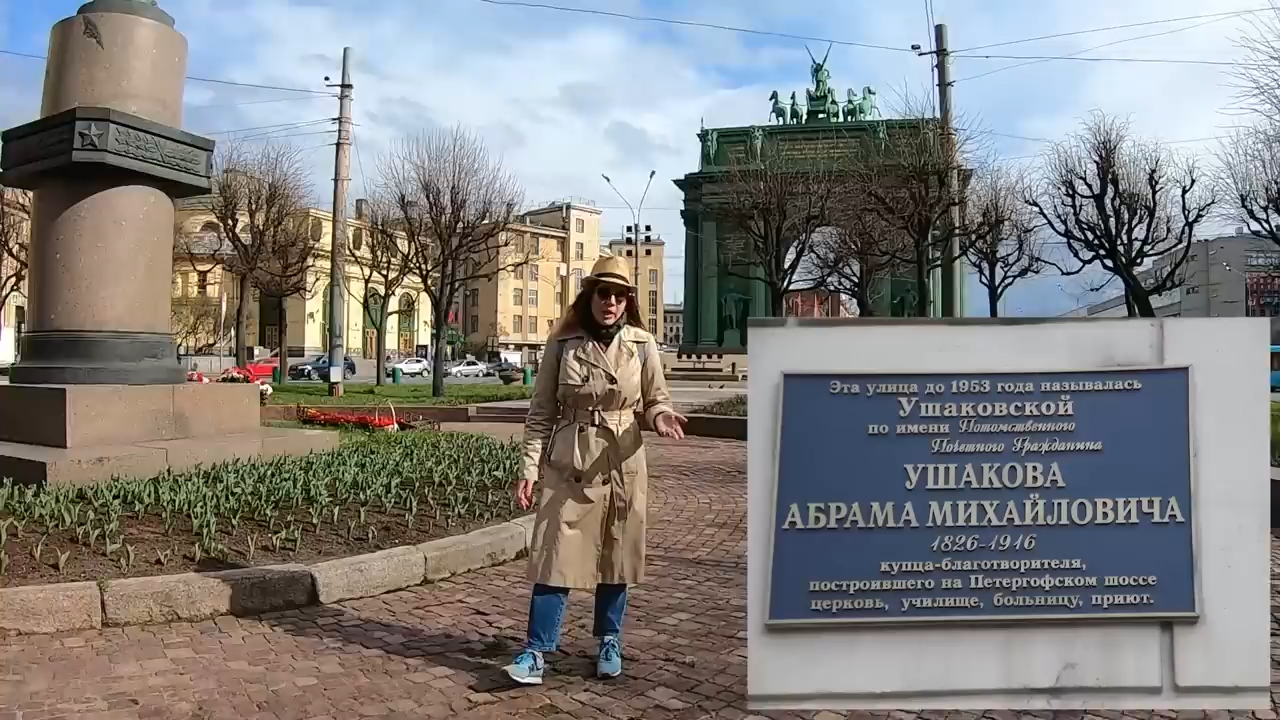 Эта улица до 1953 года называлась
Ушаковской
по имени Потомственного
Почетного Гражданина
УШАКОВА
АБРАМА МИХАЙЛОВИЧА
1826-1916
купца-благотворителя,
построившего на Петергофском шоссе
церковь, училище, больницу, приют.